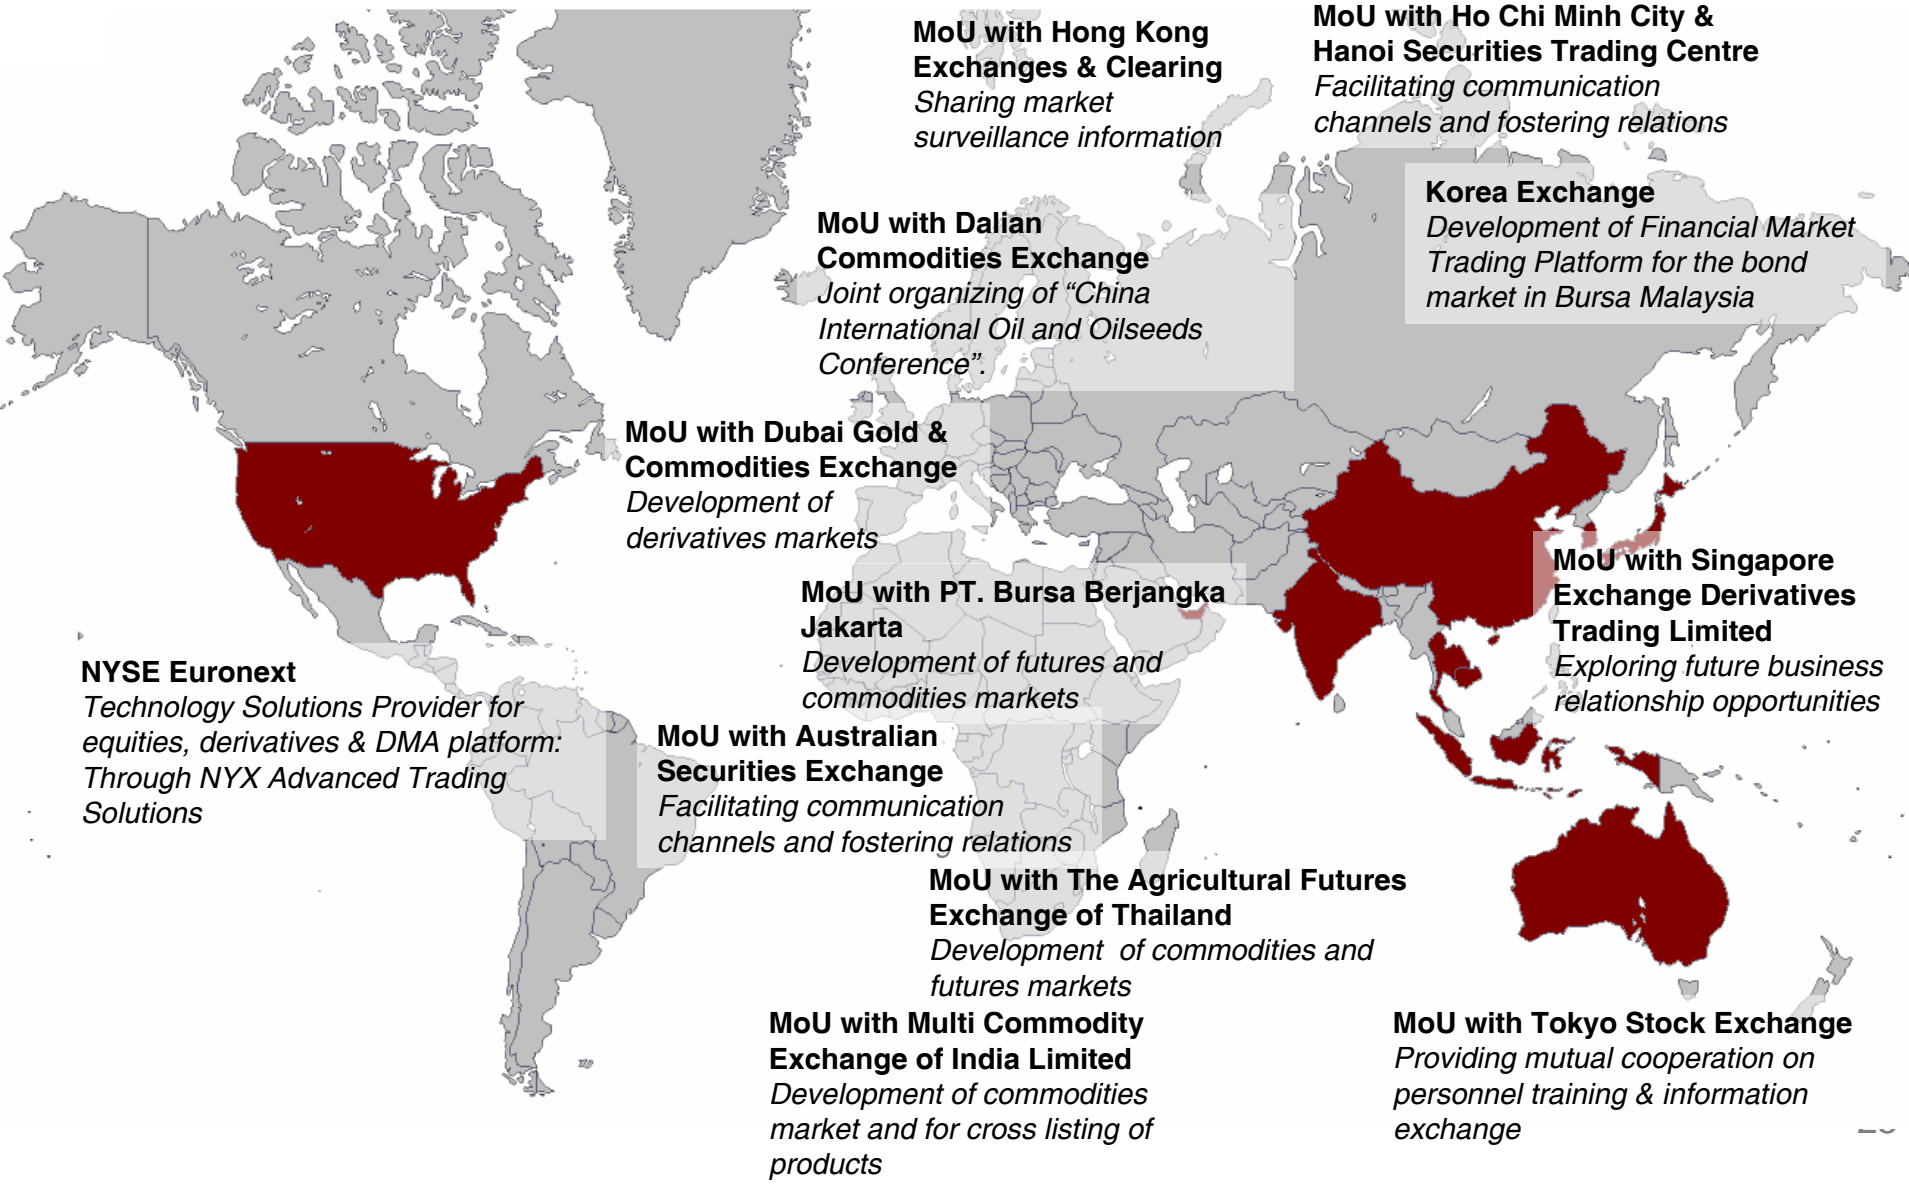 MoU with Hong Kong
Exchanges & Clearing
Sharing market
surveillance information
MoU with Ho Chi Minh City &
Hanoi Securities Trading Centre
Facilitating communication
channels and fostering relations
Korea Exchange
Development of Financial Market
Trading Platform for the bond
market in Bursa Malaysia
MoU with Dalian
Commodities Exchange
Joint organizing of “China
International Oil and Oilseeds
Conference”.
MoU with Dubai Gold &
Commodities Exchange
Development of
derivatives markets
MoU with Singapore
Exchange Derivatives
Trading Limited
Exploring future business
relationship opportunities
MoU with PT. Bursa Berjangka
Jakarta
Development of futures and
commodities markets
NYSE Euronext
Technology Solutions Provider for
equities, derivatives & DMA platform:
Through NYX Advanced Trading
Solutions
MoU with Australian
Securities Exchange
Facilitating communication
channels and fostering relations
MoU with The Agricultural Futures
Exchange of Thailand
Development  of commodities and
futures markets
MoU with Multi Commodity
Exchange of India Limited
Development of commodities
market and for cross listing of
products
MoU with Tokyo Stock Exchange
Providing mutual cooperation on
personnel training & information
exchange